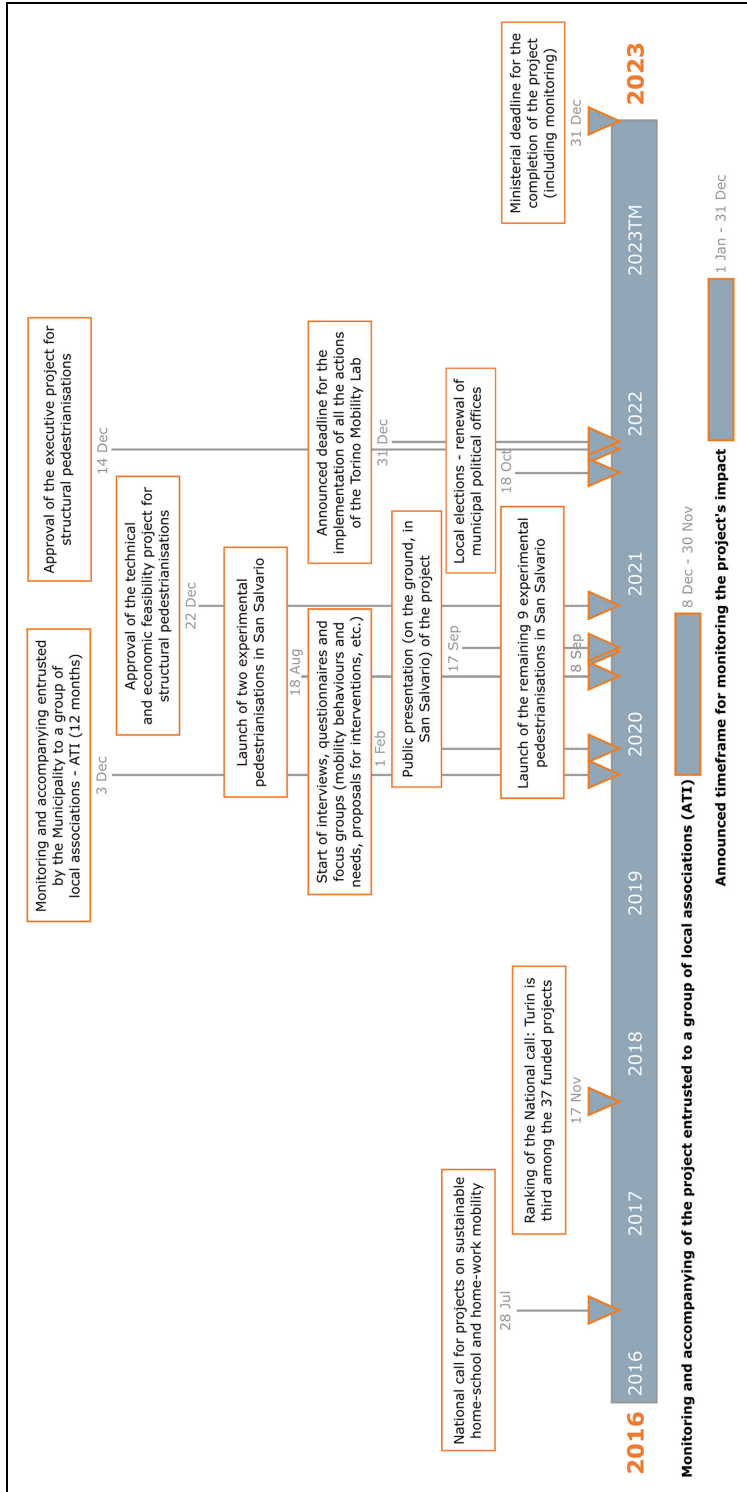 Monitoring and accompanying entrusted
by the Municipality to a group of
local associations - ATI (12 months)
3 Dec
Approval of the executive project for
structural pedestrianisations
14 Dec
Approval of the technical
and economic feasibility project for
structural pedestrianisations
22 Dec
Launch of two experimental
pedestrianisations in San Salvario
18 Aug
Start of interviews, questionnaires and
focus groups (mobility behaviours and
needs, proposals for interventions, etc.)
1 Feb
Announced deadline for the
implementation of all the actions
of the Torino Mobility Lab
31 Dec
Public presentation (on the ground, in
San Salvario) of the project
17 Sep
National call for projects on sustainable
home-school and home-work mobility
28 Jul
Local elections - renewal of
municipal political offices
18 Oct
Ranking of the National call: Turin is
third among the 37 funded projects
17 Nov
Launch of the remaining 9 experimental
pedestrianisations in San Salvario
8 Sep
Ministerial deadline for the
completion of the project
(including monitoring)
31 Dec
2016
2016
2017
2018
2019
2020
2021
2022
2023TM
2023
Monitoring and accompanying of the project entrusted to a group of local associations (ATI)
8 Dec - 30 Nov
Announced timeframe for monitoring the project's impact
1 Jan - 31 Dec